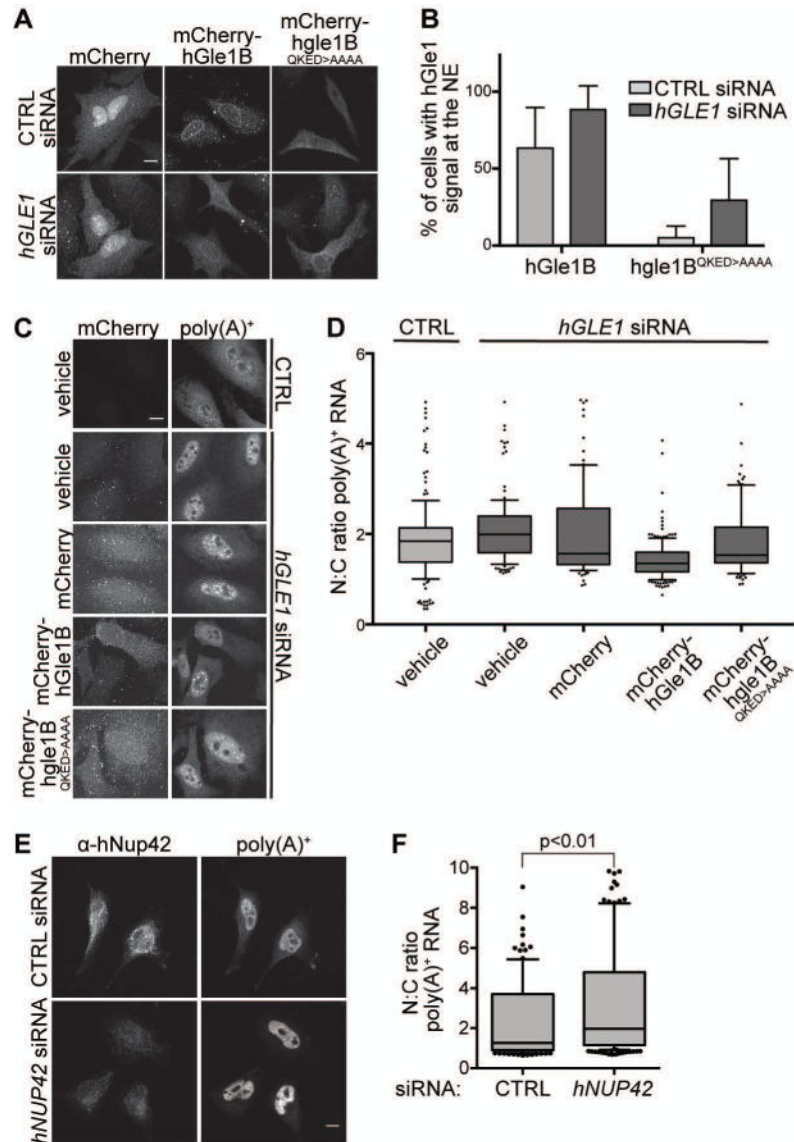 A
mCherry
mCherry-
hGle1B
mCherry-
hgle1B
QKED>AAAA
CTRL
siRNA
hGLE1
siRNA
B
% of cells with hGle1
signal at the NE
100
50
0
CTRL siRNA
hGLE1 siRNA
hGle1B
hgle1B^QKED>AAAA
C
mCherry
poly(A)+
vehicle
CTRL
vehicle
mCherry
mCherry-
hGle1B
mCherry-
hgle1B
QKED>AAAA
hGLE1 siRNA
D
CTRL
hGLE1 siRNA
N:C ratio poly(A)+ RNA
6
4
2
0
vehicle
vehicle
mCherry
mCherry-
hGle1B
mCherry-
hgle1B
QKED>AAAA
E
α-hNup42
poly(A)+
CTRL siRNA
hNUP42 siRNA
F
p<0.01
N:C ratio
poly(A)+ RNA
10
8
6
4
2
0
siRNA:
CTRL
hNUP42